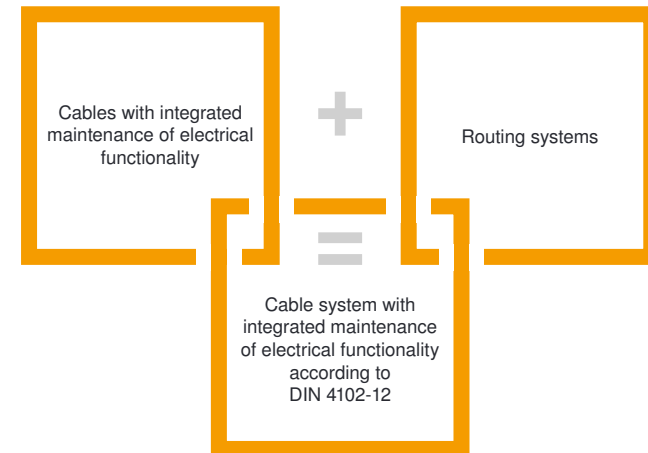 Cables with integrated
maintenance of electrical
functionality
+
Routing systems
=
Cable system with
integrated maintenance
of electrical functionality
according to
DIN 4102-12